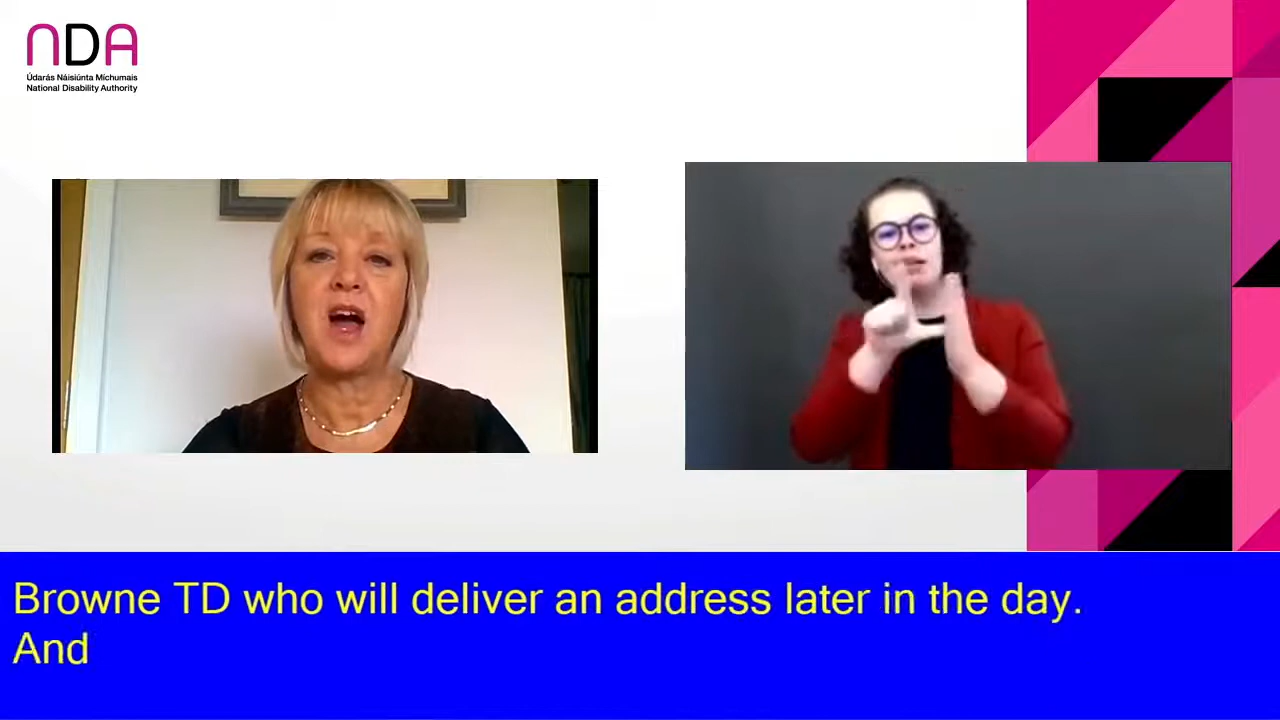 NDA
Údarás Náisiúnta Míchumais
National Disability Authority
Browne TD who will deliver an address later in the day.
And